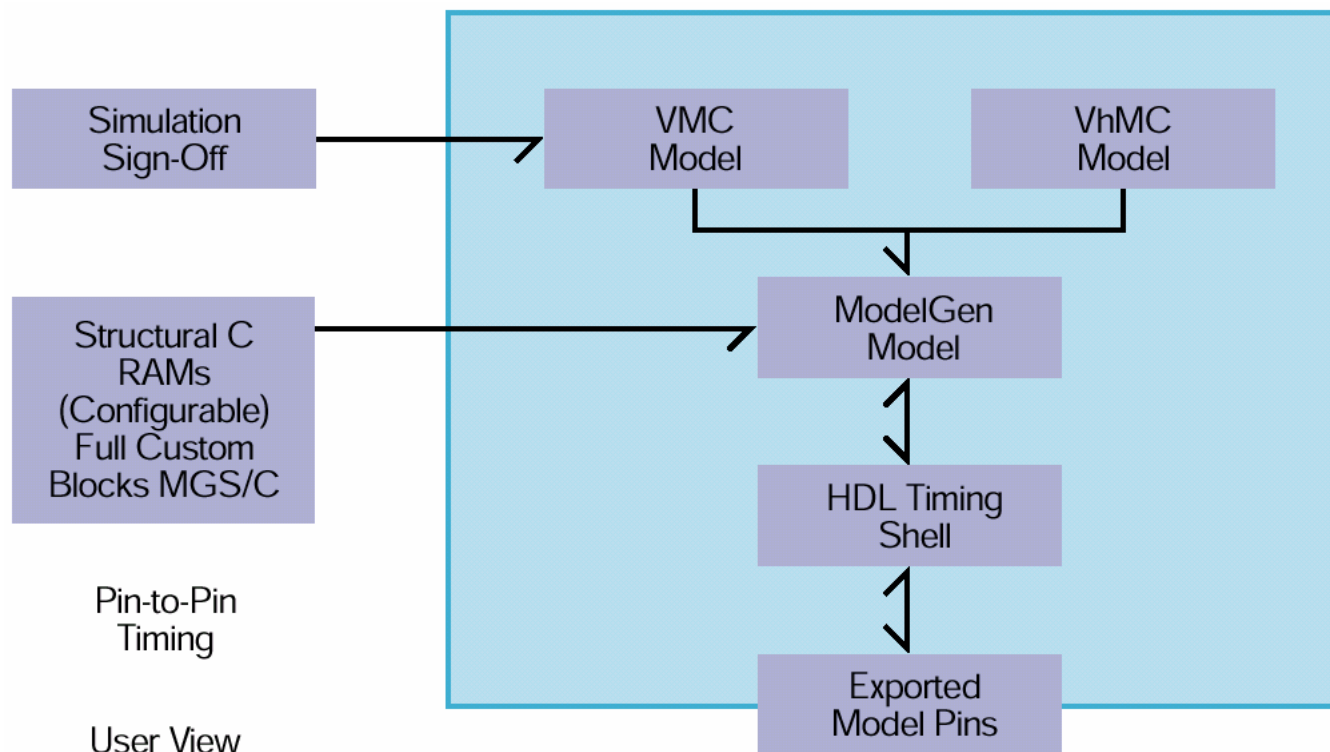 Simulation
Sign-Off
VMC
Model
VhMC
Model
Structural C
RAMs
(Configurable)
Full Custom
Blocks MGS/C
ModelGen
Model
HDL Timing
Shell
Pin-to-Pin
Timing
Exported
Model Pins
User View